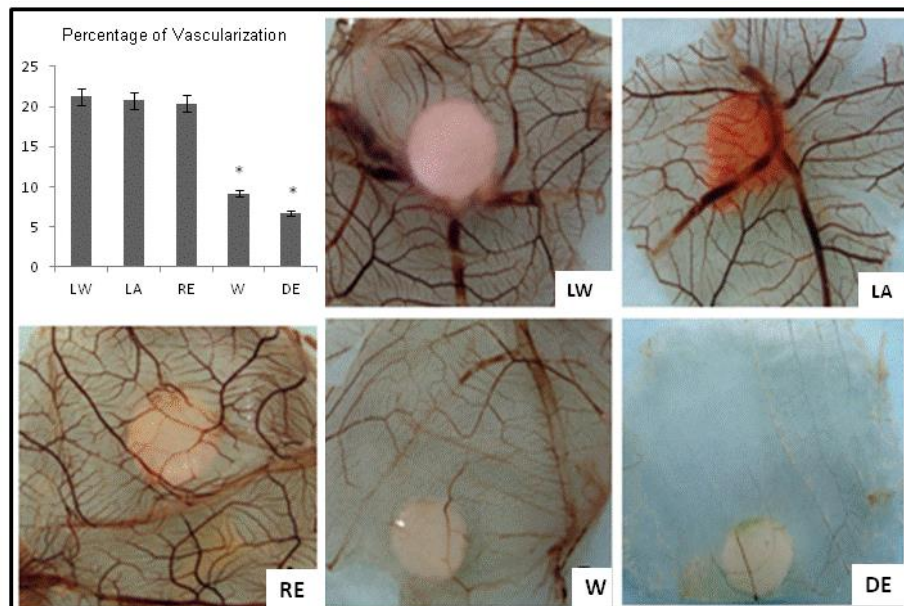 Percentage of Vascularization
25
20
15
10
5
0
* *
LW LA RE W DE
LW
LA
RE
W
DE